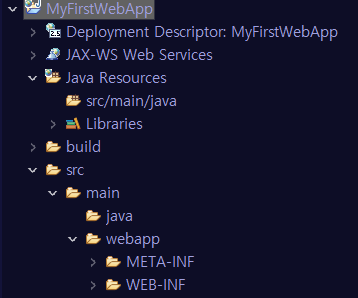 MyFirstWebApp
Deployment Descriptor: MyFirstWebApp
JAX-WS Web Services
Java Resources
src/main/java
Libraries
build
src
main
java
webapp
META-INF
WEB-INF